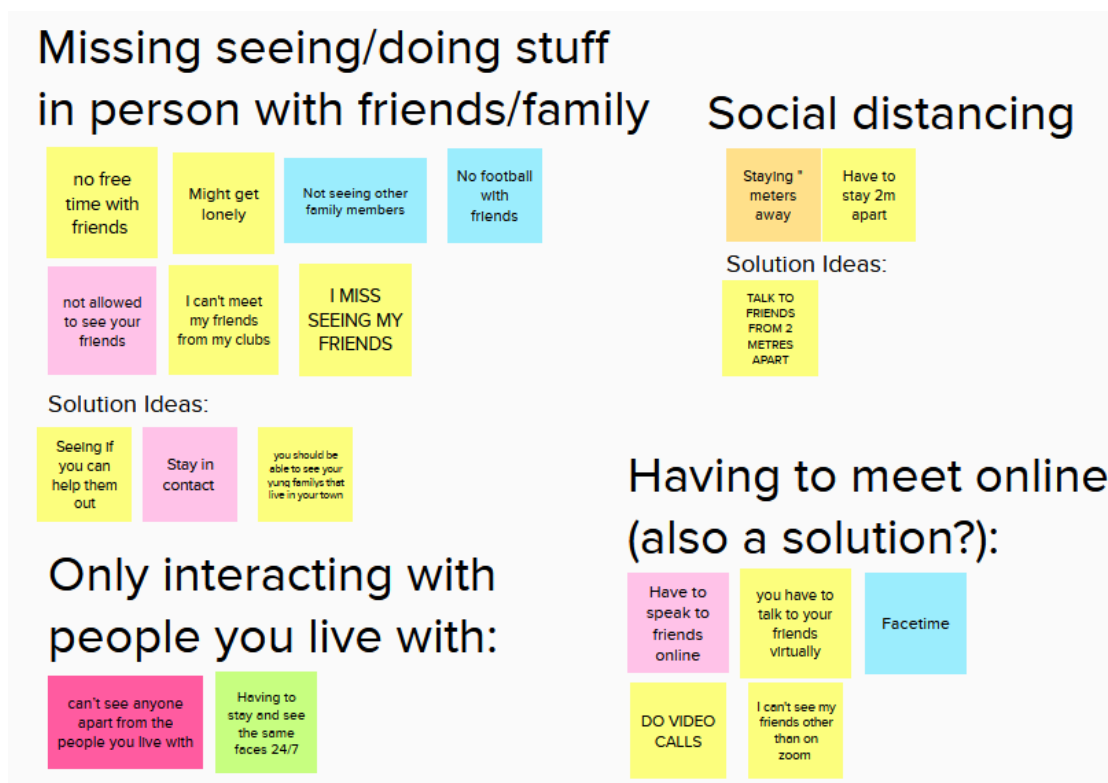 Missing seeing/doing stuff
in person with friends/family
no free
time with
friends
Might get
lonely
Not seeing other
family members
No football
with
friends
not allowed
to see your
friends
I can't meet
my friends
from my clubs
I MISS
SEEING MY
FRIENDS
Solution Ideas:
Seeing if
you can
help them
out
Stay in
contact
you should be
able to see your
yung familys that
live in your town
Social distancing
Staying "
meters
away
Have to
stay 2m
apart
Solution Ideas:
TALK TO
FRIENDS
FROM 2
METRES
APART
Only interacting with
people you live with:
can't see anyone
apart from the
people you live with
Having to
stay and see
the same
faces 24/7
Having to meet online
(also a solution?):
Have to
speak to
friends
online
you have to
talk to your
friends
virtually
Facetime
DO VIDEO
CALLS
I can't see my
friends other
than on
zoom